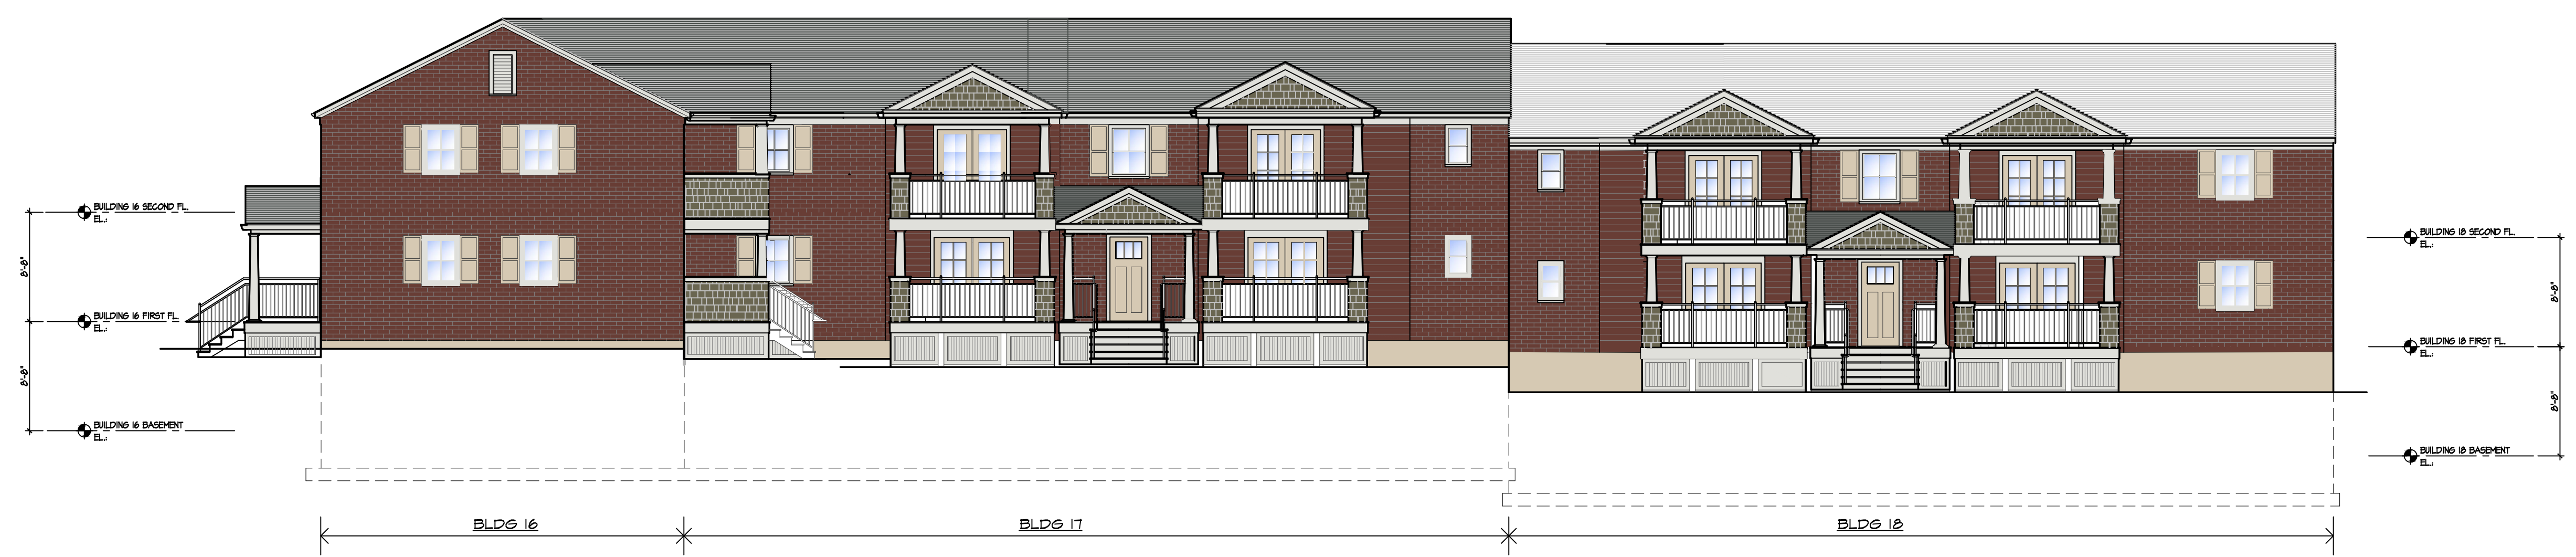 BUILDING 16 SECOND FL.
EL.:
8'-8"
BUILDING 16 FIRST FL.
EL.:
8'-8"
BUILDING 16 BASEMENT
EL.:
BUILDING 18 SECOND FL.
EL.:
8'-8"
BUILDING 18 FIRST FL.
EL.:
8'-8"
BUILDING 18 BASEMENT
EL.:
BLDG 16
BLDG 17
BLDG 18